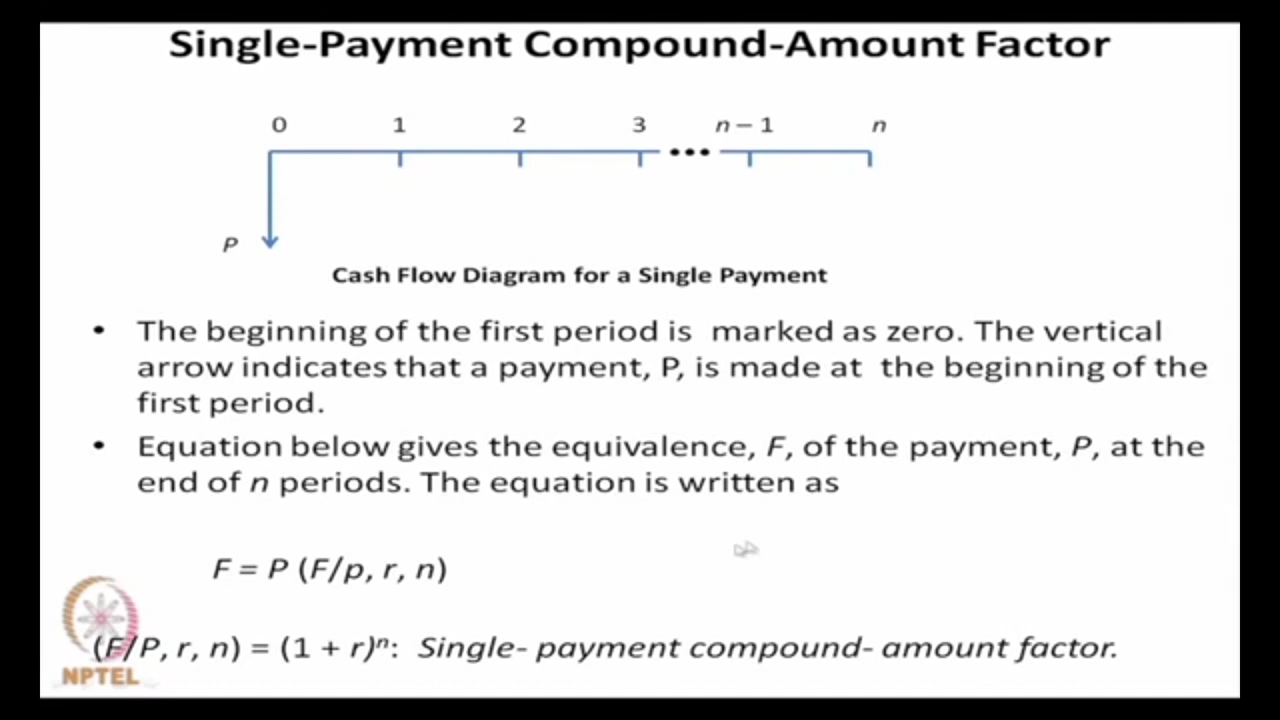 Single-Payment Compound-Amount Factor
0 1 2 3 n – 1 n
P
Cash Flow Diagram for a Single Payment
• The beginning of the first period is marked as zero. The vertical
arrow indicates that a payment, P, is made at the beginning of the
first period.
• Equation below gives the equivalence, F, of the payment, P, at the
end of n periods. The equation is written as
F = P (F/p, r, n)
(F/P, r, n) = (1 + r)ⁿ: Single- payment compound- amount factor.
NPTEL